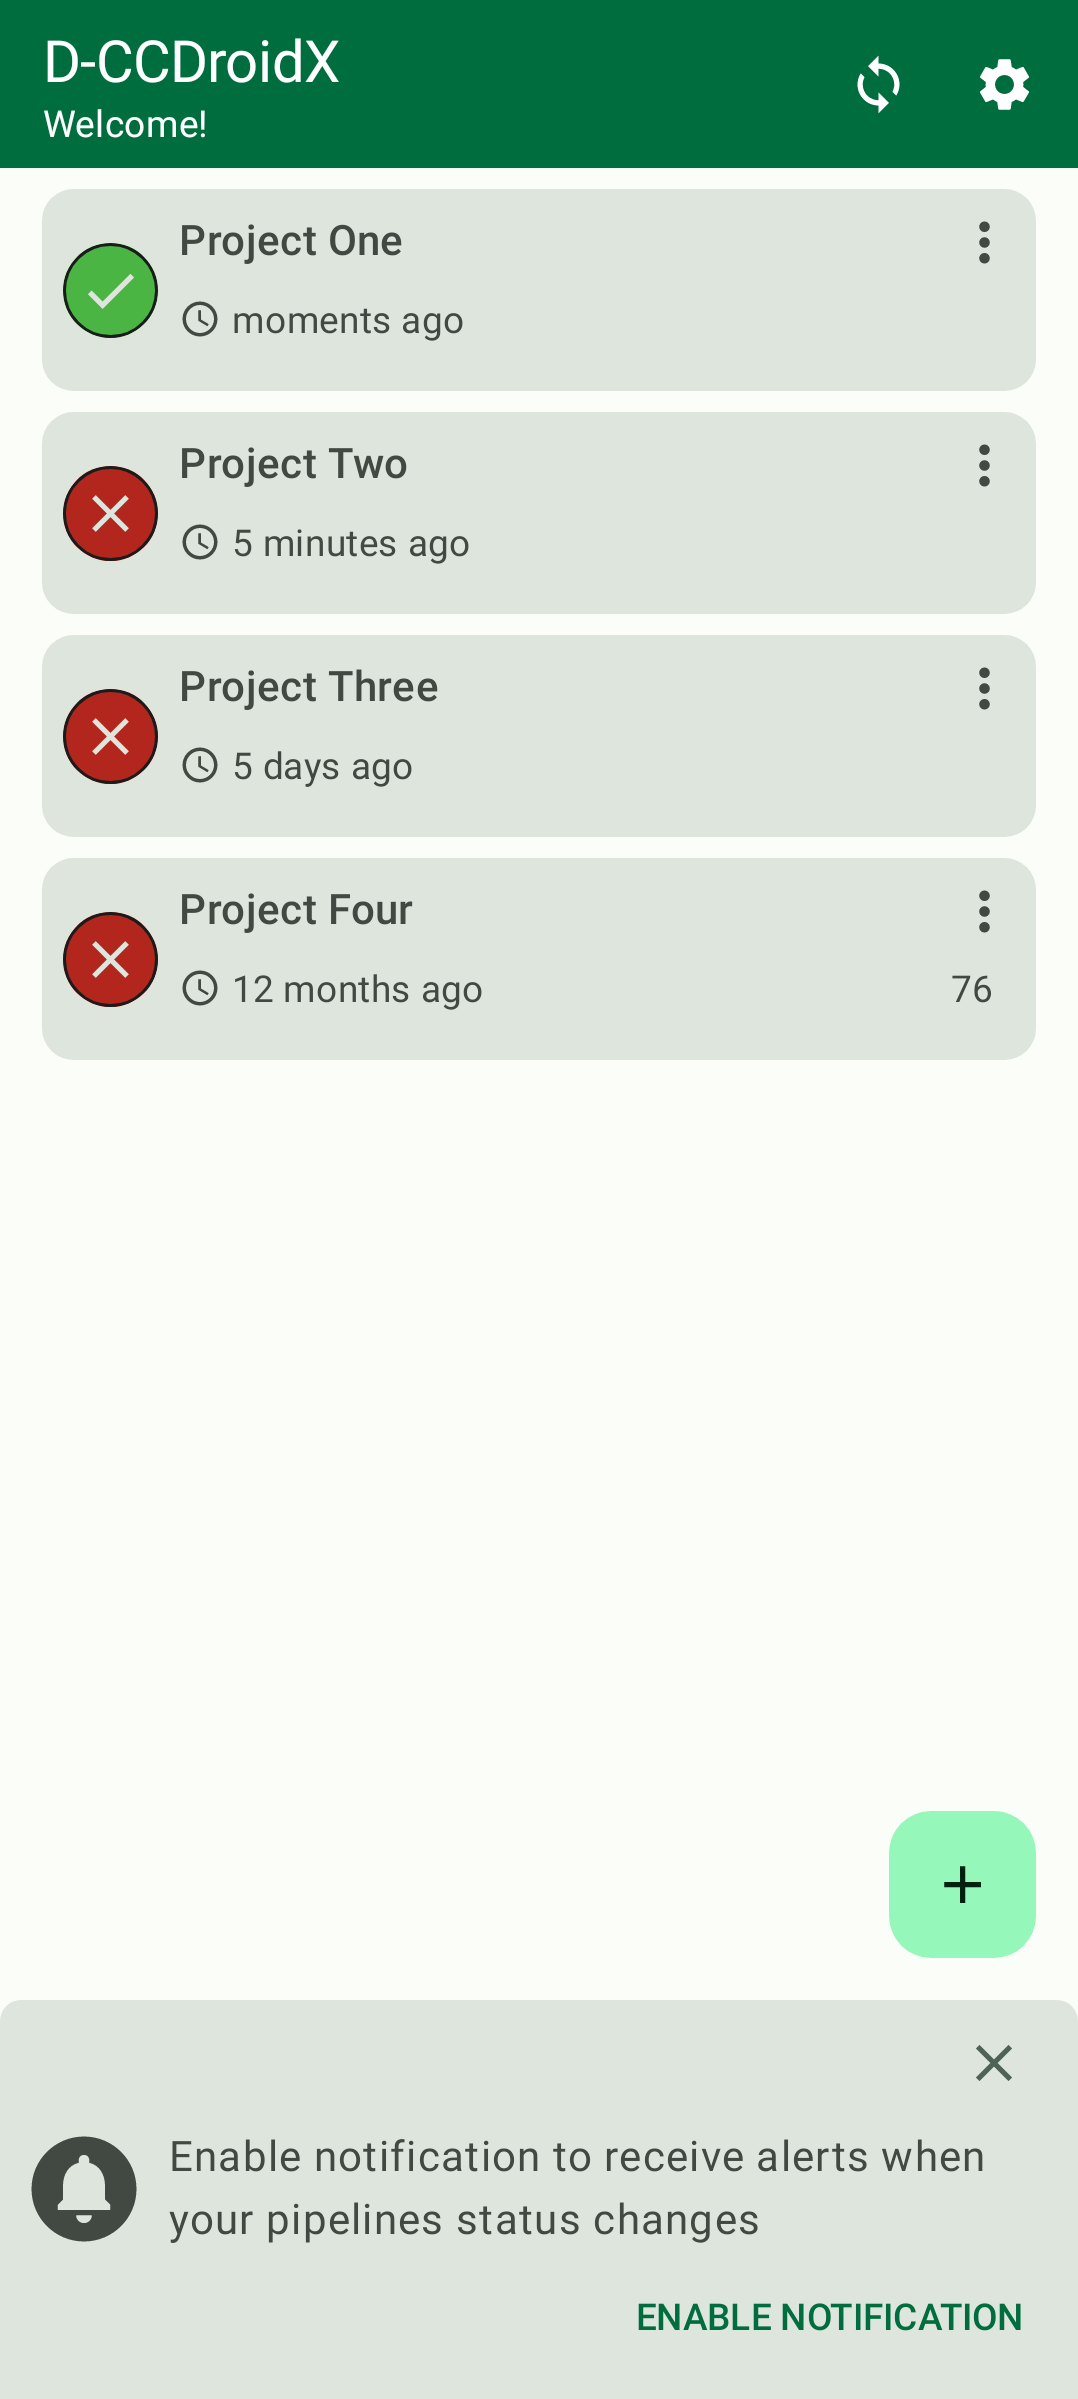 D-CCDroidX
Welcome!
Project One
moments ago
Project Two
5 minutes ago
Project Three
5 days ago
Project Four
12 months ago
76
Enable notification to receive alerts when
your pipelines status changes
ENABLE NOTIFICATION